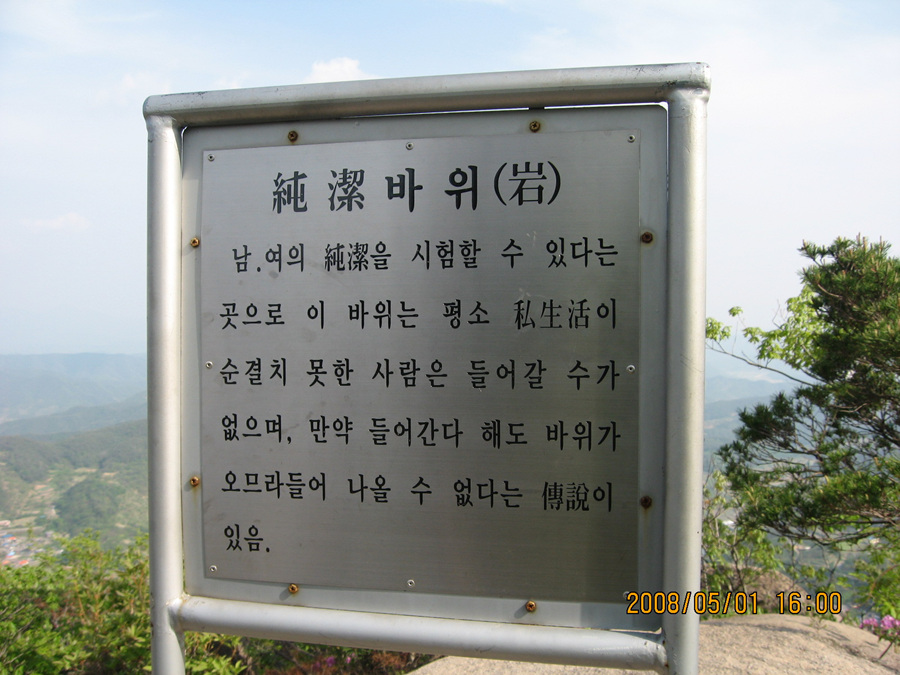 純潔바위(岩)
남.여의 純潔을 시험할 수 있다는
곳으로 이 바위는 평소 私生活이
순결치 못한 사람은 들어갈 수가
없으며, 만약 들어간다 해도 바위가
오므라들어 나올 수 없다는 傳說이
있음.
2008/05/01 16:00